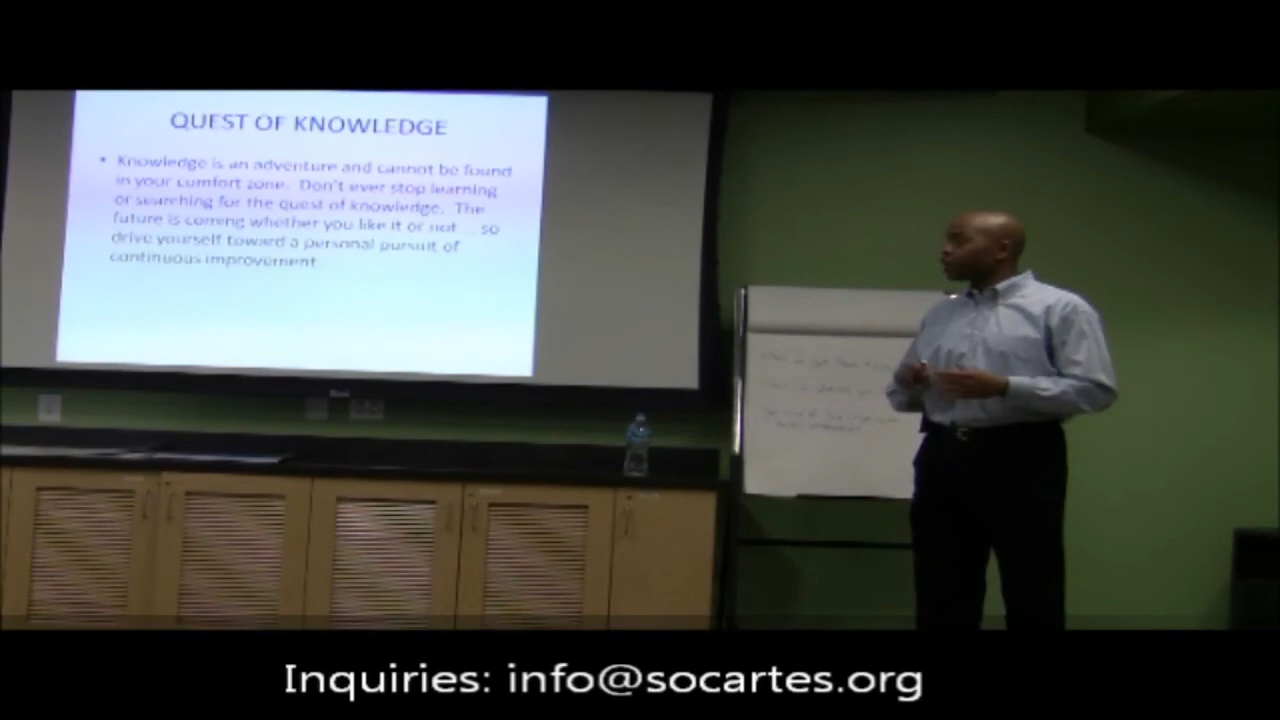 QUEST OF KNOWLEDGE
• Knowledge is an adventure and cannot be found
in your comfort zone. Don't ever stop learning
or searching for the quest of knowledge. The
future is coming whether you like it or not ... so
drive yourself toward a personal pursuit of
continuous improvement.
Inquiries: info@socartes.org